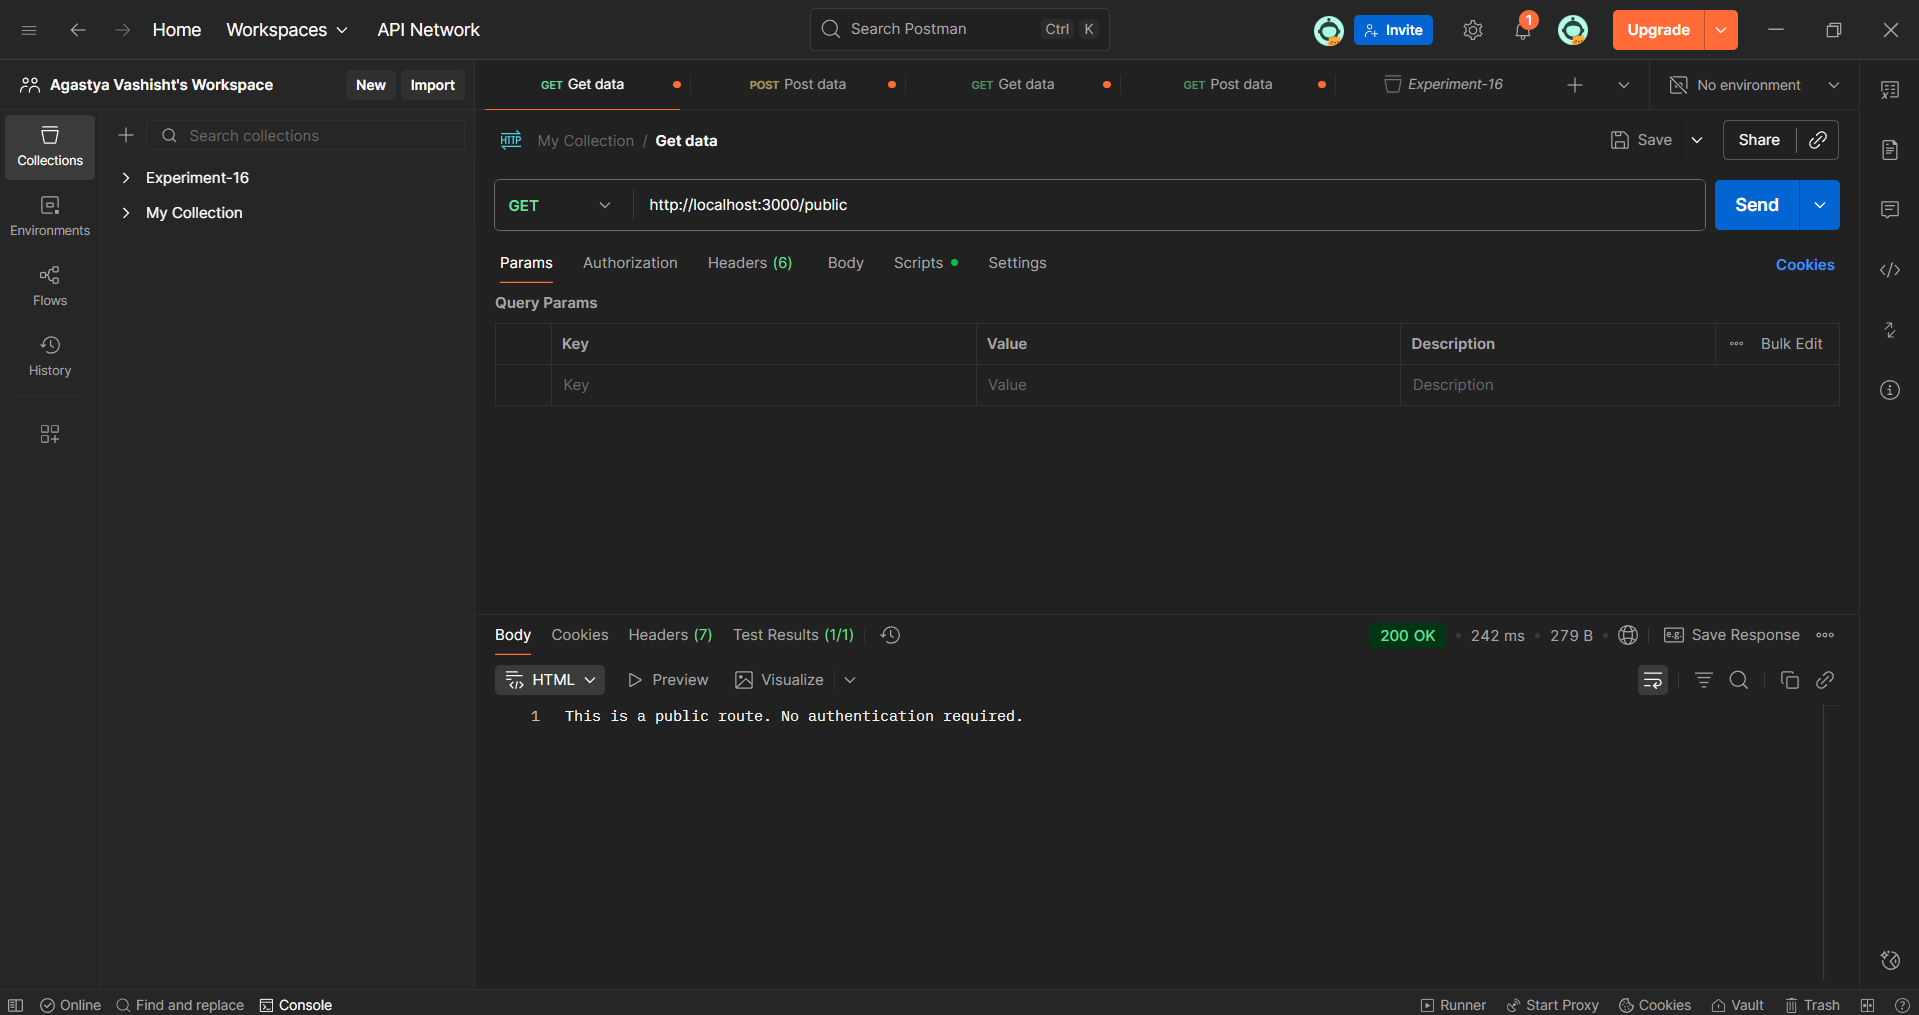 Home Workspaces API Network Search Postman Ctrl K Invite 1 Upgrade
Agastya Vashisht's Workspace New Import GET Get data POST Post data GET Get data GET Post data Experiment-16 No environment
Collections
Search collections
Experiment-16
My Collection
Environments
Flows
History
HTTP My Collection / Get data Save Share
GET http://localhost:3000/public Send
Params Authorization Headers (6) Body Scripts Settings Cookies
Query Params
Key Value Description Bulk Edit
Key Value Description
Body Cookies Headers (7) Test Results (1/1) 200 OK 242 ms 279 B e.g. Save Response
HTML Preview Visualize
1 This is a public route. No authentication required.
Online Find and replace Console Runner Start Proxy Cookies Vault Trash